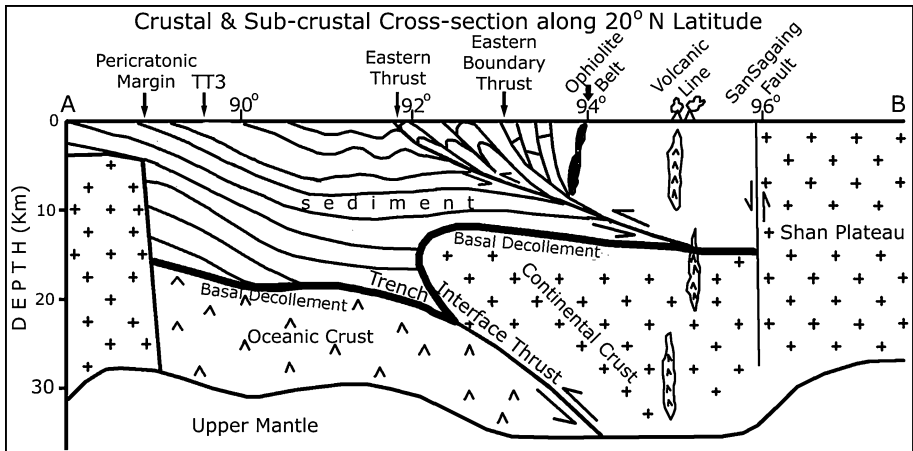 Crustal & Sub-crustal Cross-section along 20° N Latitude
Pericratonic
Margin
TT3
Eastern
Thrust
Eastern
Boundary
Thrust
Ophiolite
Belt
Volcanic
Line
SanSagaing
Fault
A
90°
92°
94°
96°
B
0
10
20
30
DEPTH (Km)
sediment
Basal Decollement
Shan Plateau
Basal Decollement
Trench Interface Thrust
Continental Crust
Oceanic Crust
Upper Mantle